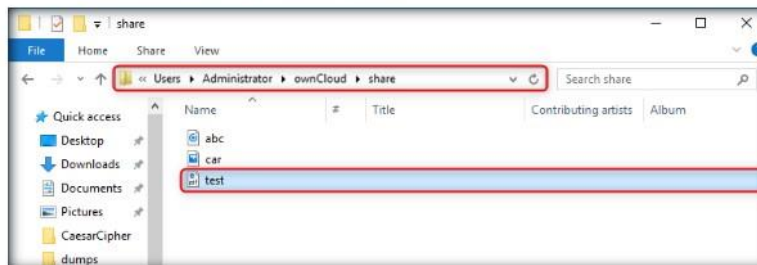 share
File Home Share View
« Users Administrator ownCloud share
Search share
Name # Title Contributing artists Album
Quick access
Desktop
Downloads
Documents
Pictures
CaesarCipher
dumps
abc
car
test